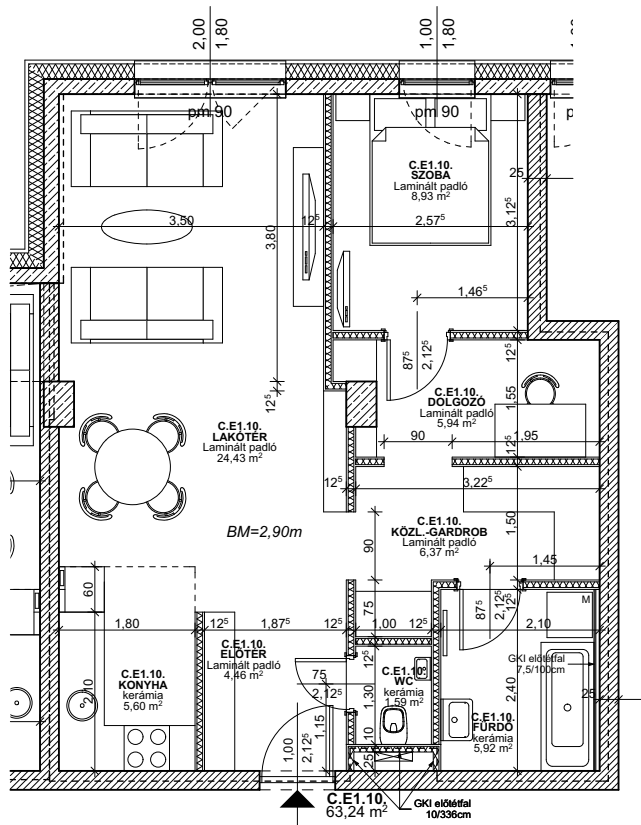 2,00
1,80
1,00
1,80
pm 90
pm 90
C.E1.10.
SZOBA
Laminált padló
8,93 m²
25
3,50
12⁵
2,57⁵
3,12⁵
3,80
1,46⁵
87⁵
2,12⁵
12⁵
C.E1.10.
DOLGOZÓ
Laminált padló
5,94 m²
1,55
12⁵
C.E1.10.
LAKÓTÉR
Laminált padló
24,43 m²
90
1,95
12⁵
12⁵
3,22⁵
C.E1.10.
KÖZL.-GARDROB
Laminált padló
6,37 m²
1,50
BM=2,90m
90
1,45
60
75
87⁵
2,12⁵
12⁵
M
1,80
12⁵
1,87⁵
12⁵
1,00
12⁵
2,10
C.E1.10.
ELŐTÉR
Laminált padló
4,46 m²
C.E1.10.
KONYHA
kerámia
5,60 m²
2,10
75
2,12⁵
12⁵
C.E1.10.
WC
kerámia
1,59 m²
1,30
GKI előtétfal
7,5/100cm
2,40
25
1,15
1,00
2,12⁵
10
25
C.E1.10.
FÜRDŐ
kerámia
5,92 m²
C.E1.10.
63,24 m²
GKI előtétfal
10/336cm